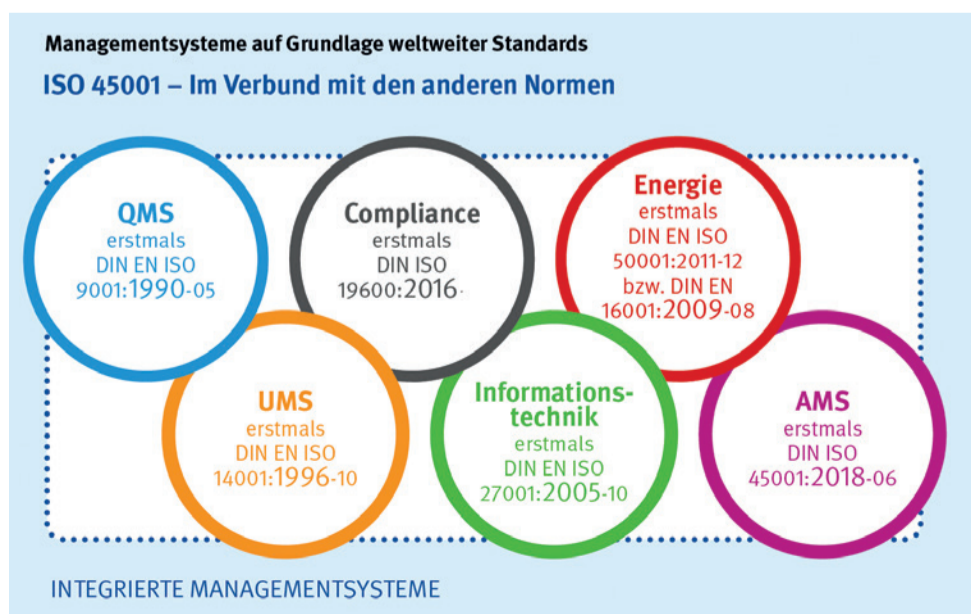 Managementsysteme auf Grundlage weltweiter Standards
ISO 45001 – Im Verbund mit den anderen Normen
QMS
erstmals
DIN EN ISO
9001:1990-05
Compliance
erstmals
DIN ISO
19600:2016-
Energie
erstmals
DIN EN ISO
50001:2011-12
bzw. DIN EN
16001:2009-08
UMS
erstmals
DIN EN ISO
14001:1996-10
Informations-
technik
erstmals
DIN EN ISO
27001:2005-10
AMS
erstmals
DIN ISO
45001:2018-06
INTEGRIERTE MANAGEMENTSYSTEME